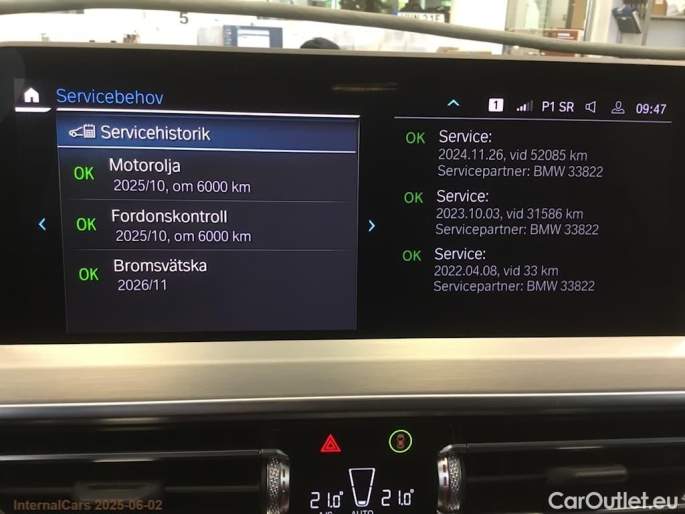 5
Servicebehov
1
P1 SR
09:47
Servicehistorik
OK Motorolja
2025/10, om 6000 km
OK Fordonskontroll
2025/10, om 6000 km
OK Bromsvätska
2026/11
OK Service:
2024.11.26, vid 52085 km
Servicepartner: BMW 33822
OK Service:
2023.10.03, vid 31586 km
Servicepartner: BMW 33822
OK Service:
2022.04.08, vid 33 km
Servicepartner: BMW 33822
21.0°
21.0°
AUTO
InternalCars 2025-06-02
CarOutlet.eu